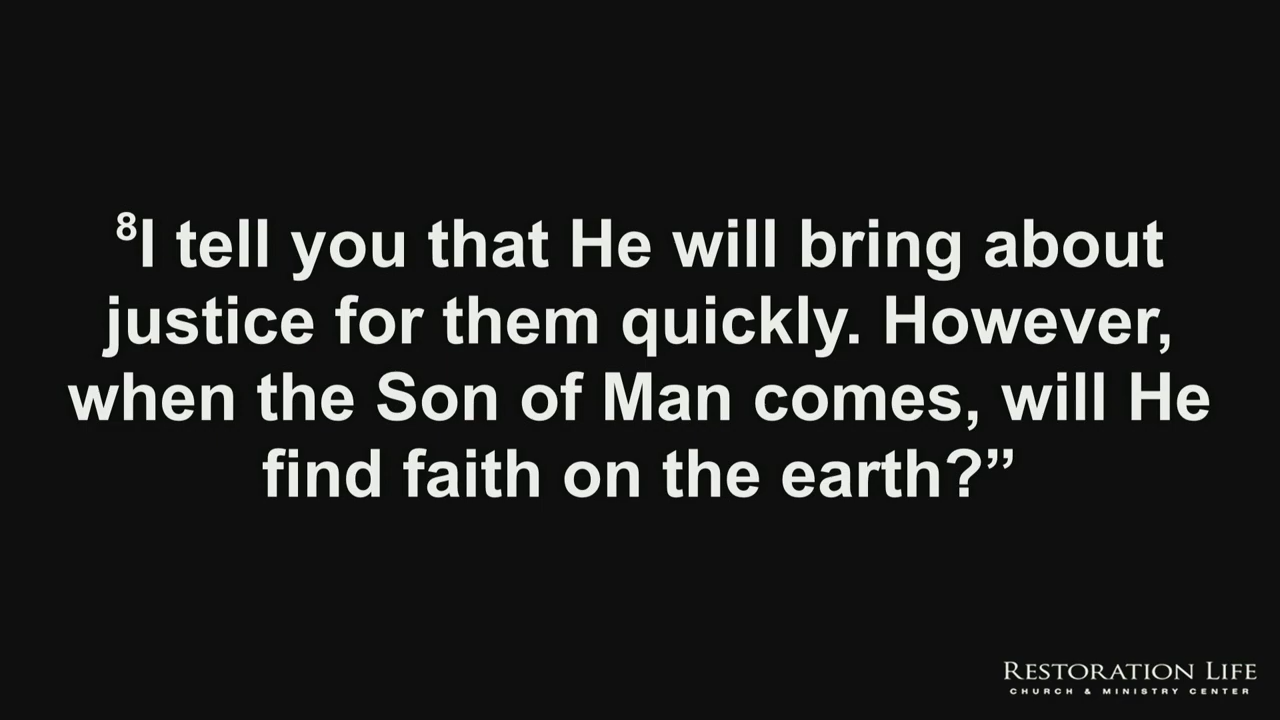 ⁸I tell you that He will bring about
justice for them quickly. However,
when the Son of Man comes, will He
find faith on the earth?”
RESTORATION LIFE
CHURCH & MINISTRY CENTER